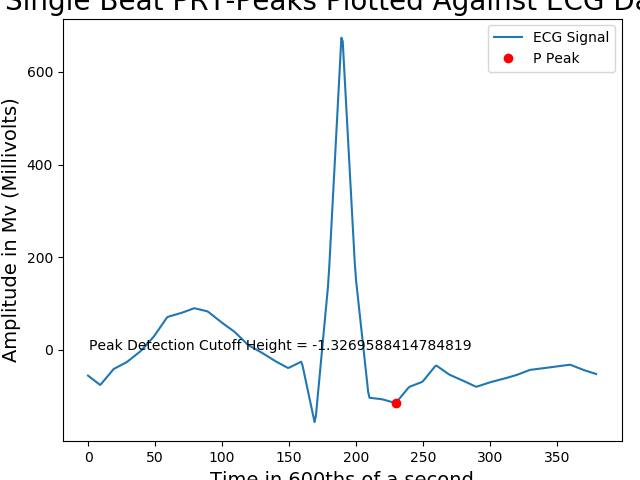 Single Beat PRT-Peaks Plotted Against ECG Da
ECG Signal
P Peak
Amplitude in Mv (Millivolts)
600
400
200
0
Peak Detection Cutoff Height = -1.3269588414784819
0 50 100 150 200 250 300 350
Time in 600ths of a second